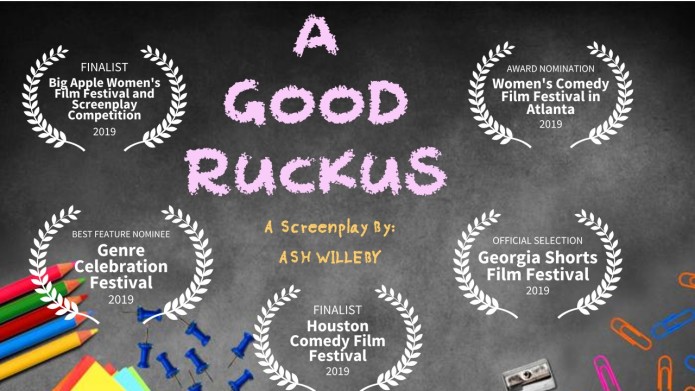 A
GOOD
RUCKUS
A Screenplay By:
ASH WILLEBY
FINALIST
Big Apple Women's
Film Festival and
Screenplay
Competition
2019
AWARD NOMINATION
Women's Comedy
Film Festival in
Atlanta
2019
BEST FEATURE NOMINEE
Genre
Celebration
Festival
2019
OFFICIAL SELECTION
Georgia Shorts
Film Festival
2019
FINALIST
Houston
Comedy Film
Festival
2019